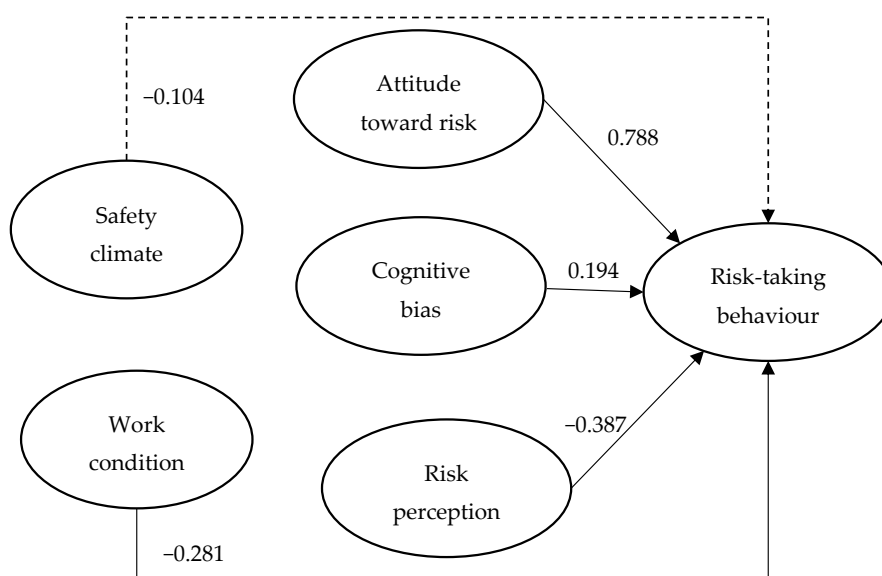 −0.104
Attitude
toward risk
0.788
Safety
climate
Cognitive
bias
0.194
Risk-taking
behaviour
Work
condition
−0.387
Risk
perception
−0.281